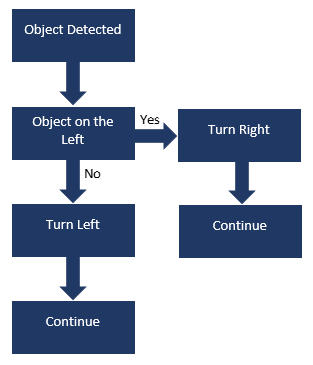 Object Detected
Object on the
Left
Yes
Turn Right
No
Turn Left
Continue
Continue